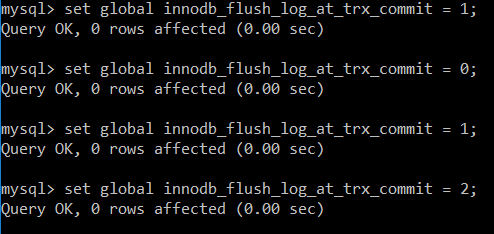 mysql> set global innodb_flush_log_at_trx_commit = 1;
Query OK, 0 rows affected (0.00 sec)
mysql> set global innodb_flush_log_at_trx_commit = 0;
Query OK, 0 rows affected (0.00 sec)
mysql> set global innodb_flush_log_at_trx_commit = 1;
Query OK, 0 rows affected (0.00 sec)
mysql> set global innodb_flush_log_at_trx_commit = 2;
Query OK, 0 rows affected (0.00 sec)